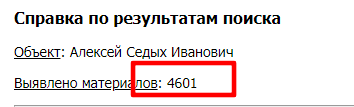 Справка по результатам поиска
Объект: Алексей Седых Иванович
Выявлено материалов: 4601